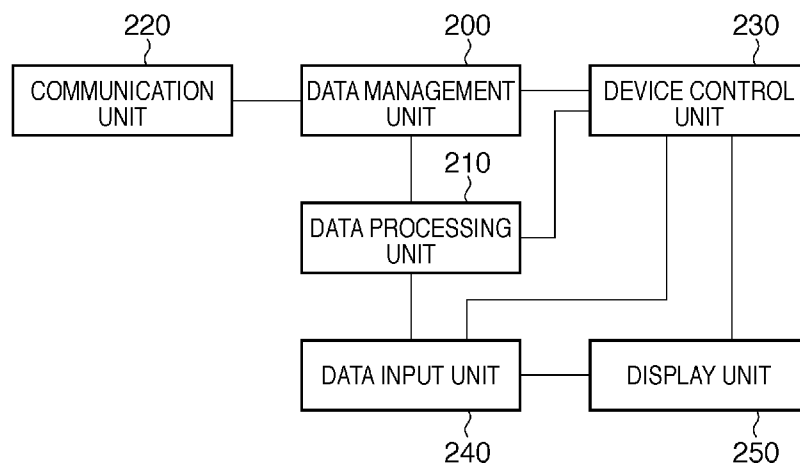 220
200
230
COMMUNICATION
UNIT
DATA MANAGEMENT
UNIT
DEVICE CONTROL
UNIT
210
DATA PROCESSING
UNIT
DATA INPUT UNIT
DISPLAY UNIT
240
250